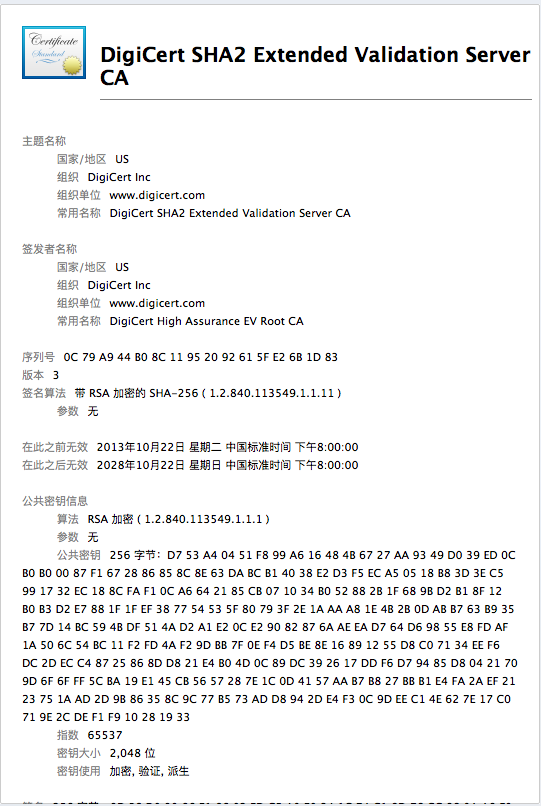 Certificate
Standard
DigiCert SHA2 Extended Validation Server
CA
主题名称
国家/地区 US
组织 DigiCert Inc
组织单位 www.digicert.com
常用名称 DigiCert SHA2 Extended Validation Server CA
签发者名称
国家/地区 US
组织 DigiCert Inc
组织单位 www.digicert.com
常用名称 DigiCert High Assurance EV Root CA
序列号 0C 79 A9 44 B0 8C 11 95 20 92 61 5F E2 6B 1D 83
版本 3
签名算法 带 RSA 加密的 SHA-256 ( 1.2.840.113549.1.1.11 )
参数 无
在此之前无效 2013年10月22日 星期二 中国标准时间 下午8:00:00
在此之后无效 2028年10月22日 星期日 中国标准时间 下午8:00:00
公共密钥信息
算法 RSA 加密 ( 1.2.840.113549.1.1.1 )
参数 无
公共密钥 256 字节: D7 53 A4 04 51 F8 99 A6 16 48 4B 67 27 AA 93 49 D0 39 ED 0C
B0 B0 00 87 F1 67 28 86 85 8C 8E 63 DA BC B1 40 38 E2 D3 F5 EC A5 05 18 B8 3D 3E C5
99 17 32 EC 18 8C FA F1 0C A6 64 21 85 CB 07 10 34 B0 52 88 2B 1F 68 9B D2 B1 8F 12
B0 B3 D2 E7 88 1F 1F EF 38 77 54 53 5F 80 79 3F 2E 1A AA A8 1E 4B 2B 0D AB B7 63 B9 35
B7 7D 14 BC 59 4B DF 51 4A D2 A1 E2 0C E2 90 82 87 6A AE EA D7 64 D6 98 55 E8 FD AF
1A 50 6C 54 BC 11 F2 FD 4A F2 9D BB 7F 0E F4 D5 BE 8E 16 89 12 55 D8 C0 71 34 EE F6
DC 2D EC C4 87 25 86 8D D8 21 E4 B0 4D 0C 89 DC 39 26 17 DD F6 D7 94 85 D8 04 21 70
9D 6F 6F FF 5C BA 19 E1 45 CB 56 57 28 7E 1C 0D 41 57 AA B7 B8 27 BB B1 E4 FA 2A EF 21
23 75 1A AD 2D 9B 86 35 8C 9C 77 B5 73 AD D8 94 2D E4 F3 0C 9D EE C1 4E 62 7E 17 C0
71 9E 2C DE F1 F9 10 28 19 33
指数 65537
密钥大小 2,048 位
密钥使用 加密, 验证, 派生